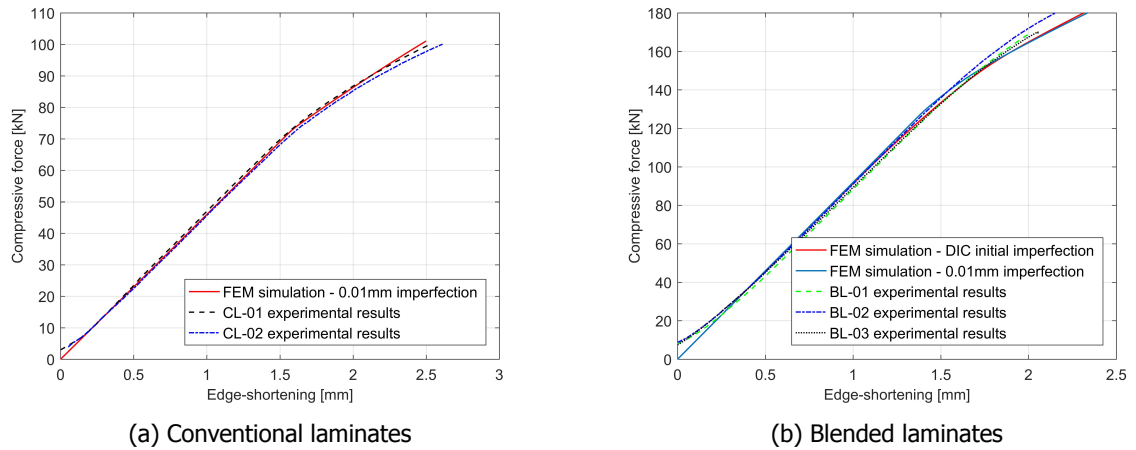 110
100
90
80
70
60
50
40
30
20
10
0
Compressive force [kN]
0
0.5
1
1.5
2
2.5
3
Edge-shortening [mm]
FEM simulation - 0.01mm imperfection
CL-01 experimental results
CL-02 experimental results
(a) Conventional laminates
180
160
140
120
100
80
60
40
20
0
Compressive force [kN]
0
0.5
1
1.5
2
2.5
Edge-shortening [mm]
FEM simulation - DIC initial imperfection
FEM simulation - 0.01mm imperfection
BL-01 experimental results
BL-02 experimental results
BL-03 experimental results
(b) Blended laminates